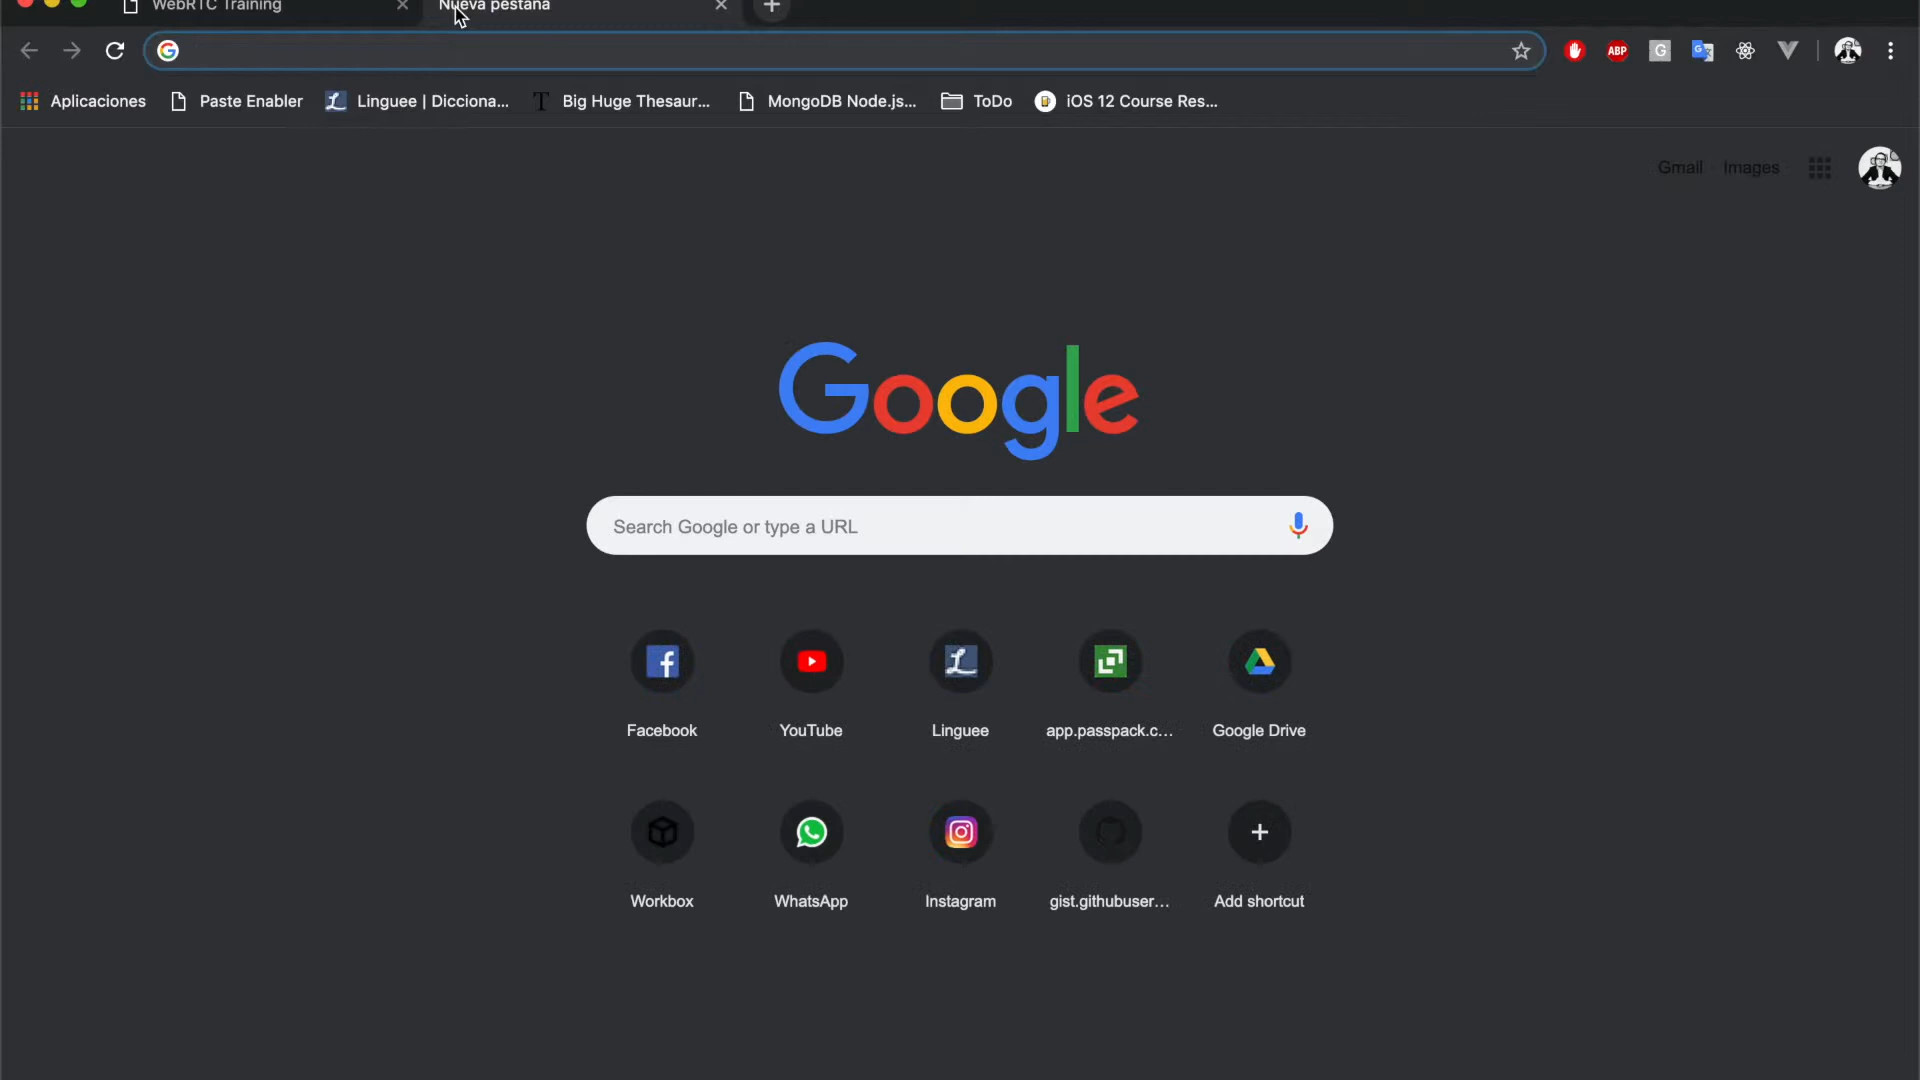 WebRTC Training
Nueva pestaña
ABP
G
G
Aplicaciones
Paste Enabler
L
Linguee | Dicciona...
T
Big Huge Thesaur...
MongoDB Node.js...
ToDo
iOS 12 Course Res...
Gmail
Images
Google
Search Google or type a URL
Facebook
YouTube
Linguee
app.passpack.c...
Google Drive
Workbox
WhatsApp
Instagram
gist.githubuser...
Add shortcut